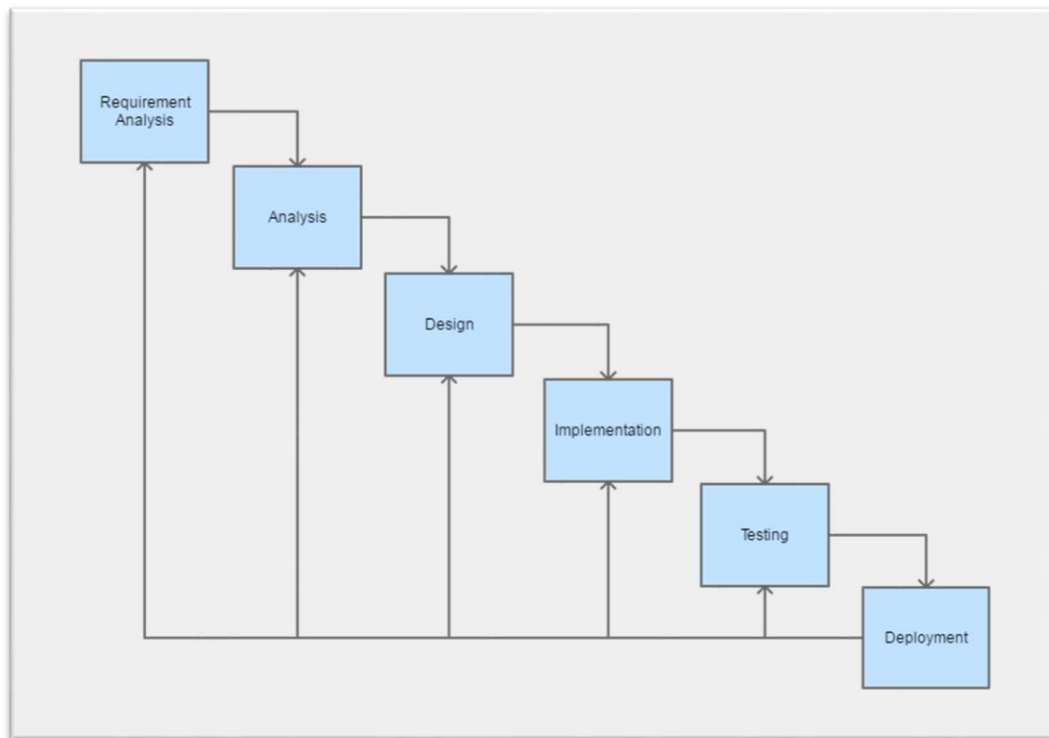 Requirement
Analysis
Analysis
Design
Implementation
Testing
Deployment